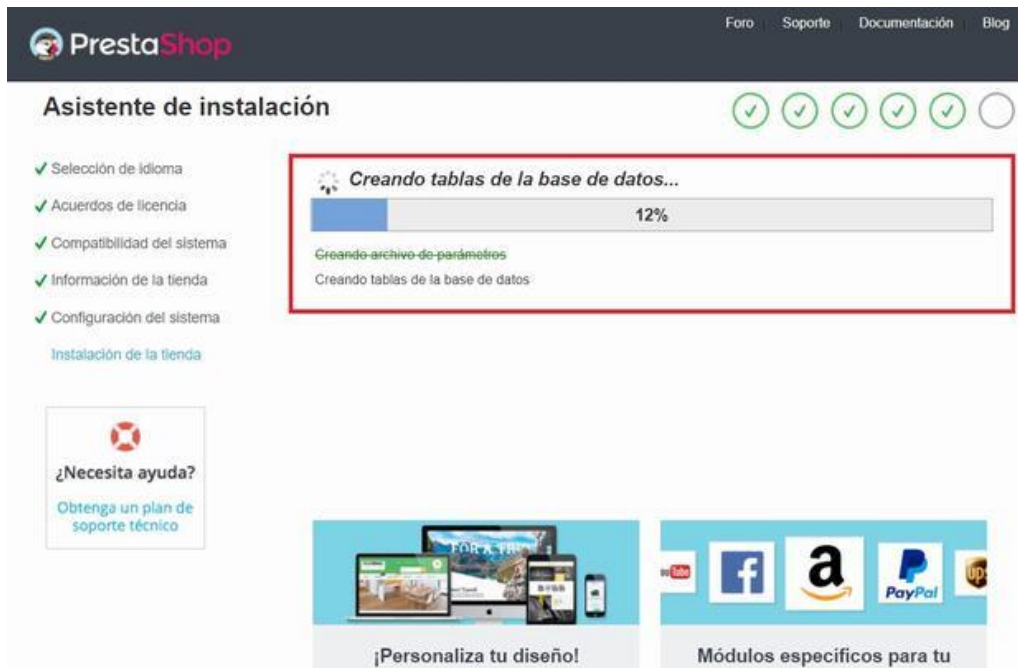 PrestaShop
Foro Soporte Documentación Blog
Asistente de instalación
Selección de idioma
Acuerdos de licencia
Compatibilidad del sistema
Información de la tienda
Configuración del sistema
Instalación de la tienda
¿Necesita ayuda?
Obtenga un plan de
soporte técnico
Creando tablas de la base de datos...
12%
Creando archivo de parámetros
Creando tablas de la base de datos
FOR A TRIP
a
PayPal
ups
¡Personaliza tu diseño!
Módulos específicos para tu